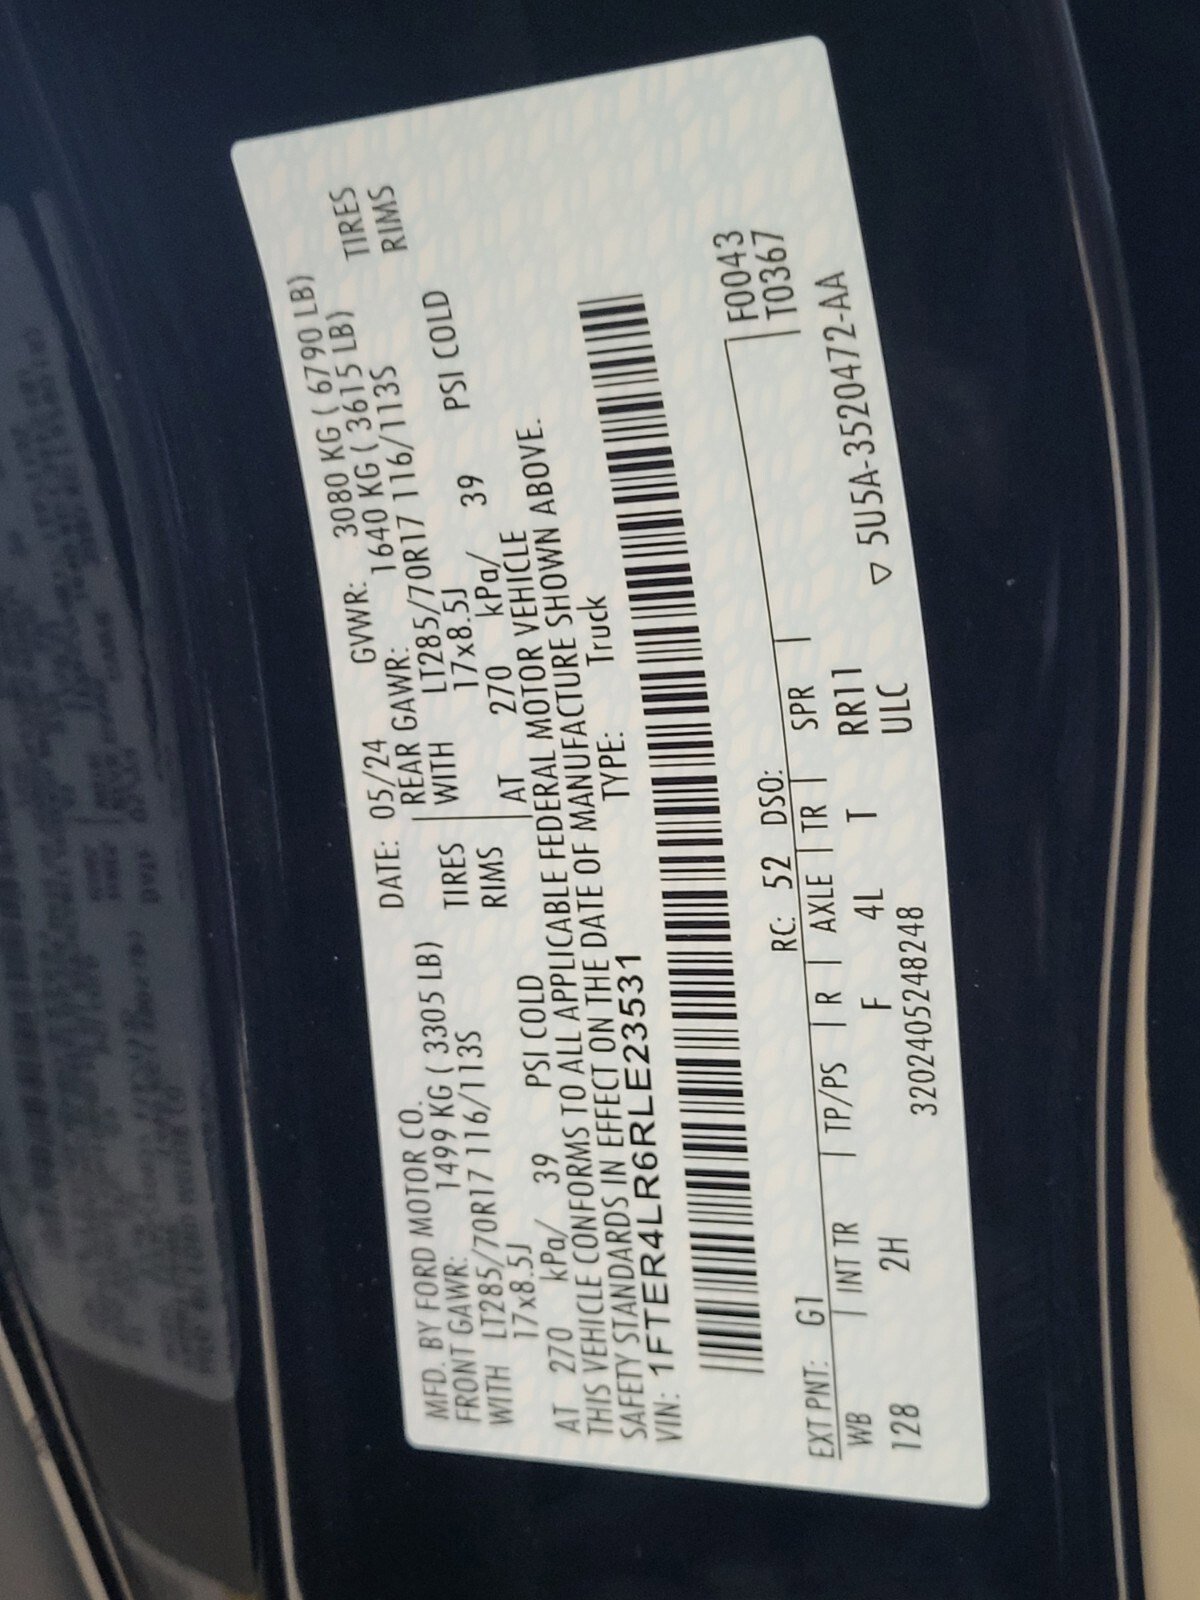 MFD. BY FORD MOTOR CO.
DATE: 05/24 GVWR: 3080 KG ( 6790 LB)
FRONT GAWR: 1499 KG ( 3305 LB)
REAR GAWR: 1640 KG ( 3615 LB)
WITH LT285/70R17 116/113S TIRES
WITH LT285/70R17 116/113S TIRES
17x8.5J RIMS
17x8.5J RIMS
AT 270 kPa/ 39 PSI COLD
AT 270 kPa/ 39 PSI COLD
THIS VEHICLE CONFORMS TO ALL APPLICABLE FEDERAL MOTOR VEHICLE
SAFETY STANDARDS IN EFFECT ON THE DATE OF MANUFACTURE SHOWN ABOVE.
VIN: 1FTER4LR6RLE23531 TYPE: Truck
EXT PNT: G1 RC: 52 DSO: F0043
WB | INT TR | TP/PS | R | AXLE | TR | SPR | T0367
128 2H F 4L T RR11
3202405248248 ULC ▽ 5U5A-3520472-AA